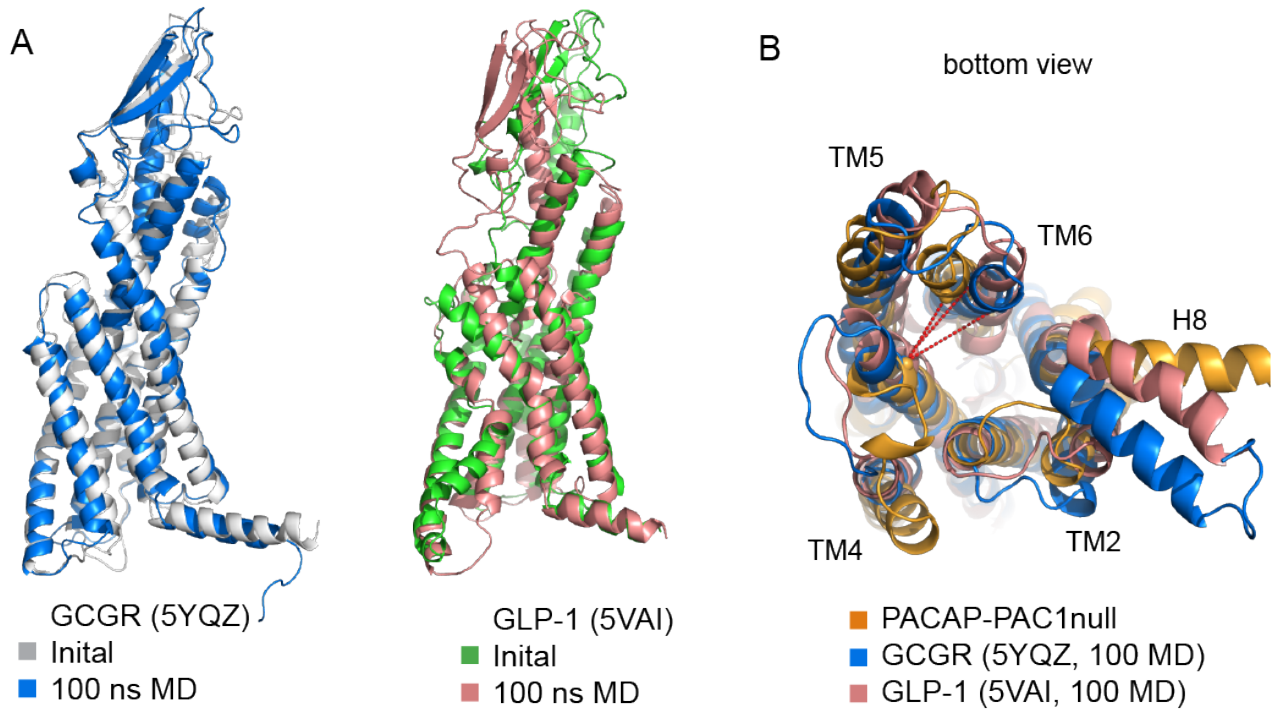 A
GCGR (5YQZ)
Inital
100 ns MD
GLP-1 (5VAI)
Inital
100 ns MD
B
bottom view
TM5
TM6
H8
TM4
TM2
PACAP-PAC1null
GCGR (5YQZ, 100 MD)
GLP-1 (5VAI, 100 MD)